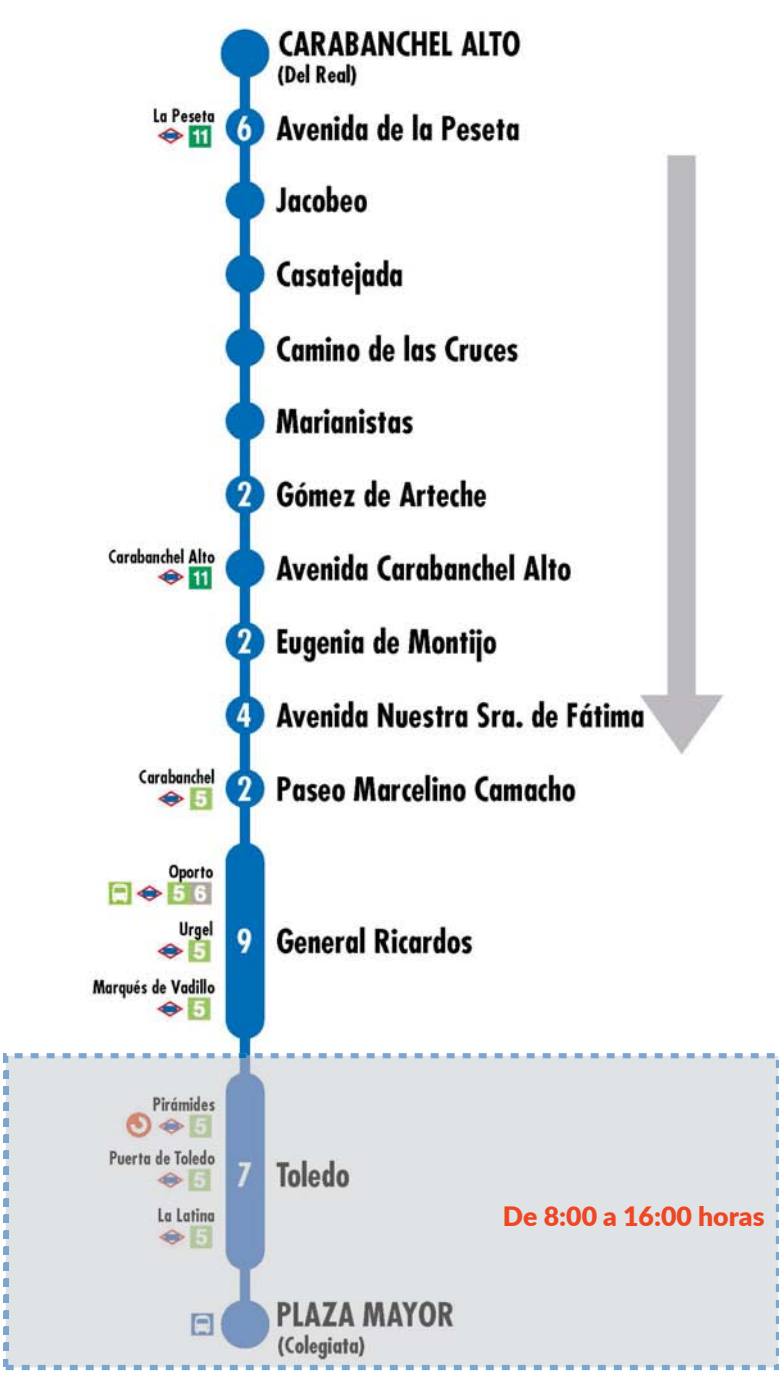 CARABANCHEL ALTO
(Del Real)
La Peseta
11
6
Avenida de la Peseta
Jacobeo
Casatejada
Camino de las Cruces
Marianistas
2
Gómez de Arteche
Carabanchel Alto
11
Avenida Carabanchel Alto
2
Eugenia de Montijo
4
Avenida Nuestra Sra. de Fátima
Carabanchel
5
2
Paseo Marcelino Camacho
Oporto
5 6
Urgel
5
9
General Ricardos
Marqués de Vadillo
5
Pirámides
5
Puerta de Toledo
5
7
Toledo
La Latina
5
De 8:00 a 16:00 horas
PLAZA MAYOR
(Colegiata)